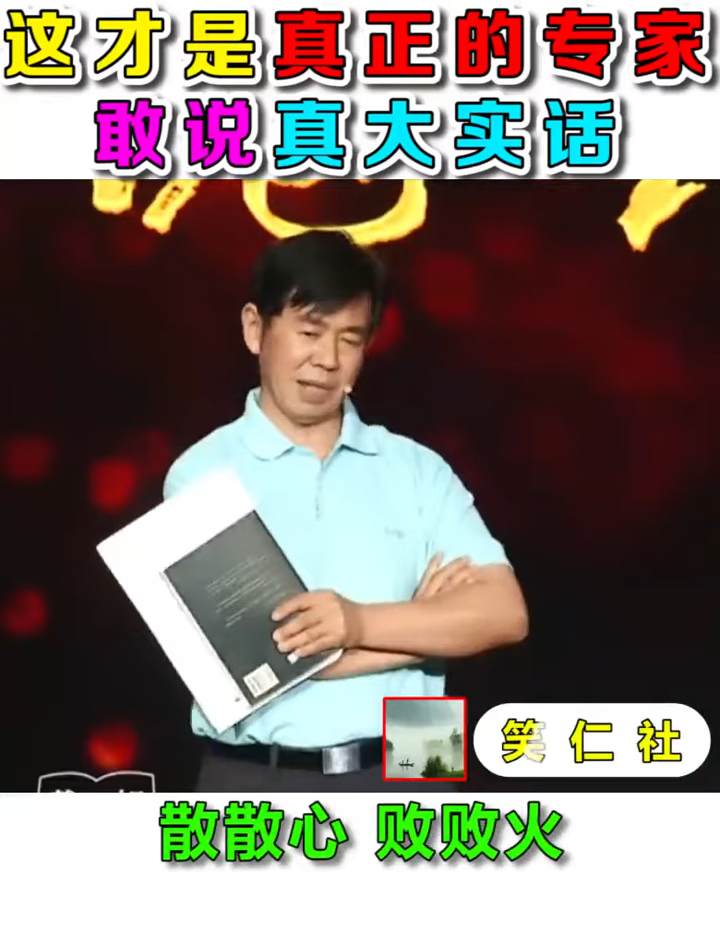 这才是真正的专家
敢说真大实话
笑仁社
散散心 败败火